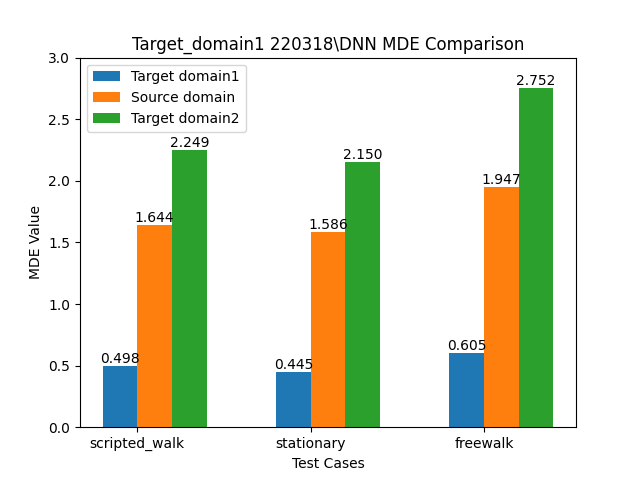 Target_domain1 220318\DNN MDE Comparison
Target domain1
Source domain
Target domain2
MDE Value
3.0
2.5
2.0
1.5
1.0
0.5
0.0
0.498
1.644
2.249
0.445
1.586
2.150
0.605
1.947
2.752
scripted_walk
stationary
freewalk
Test Cases